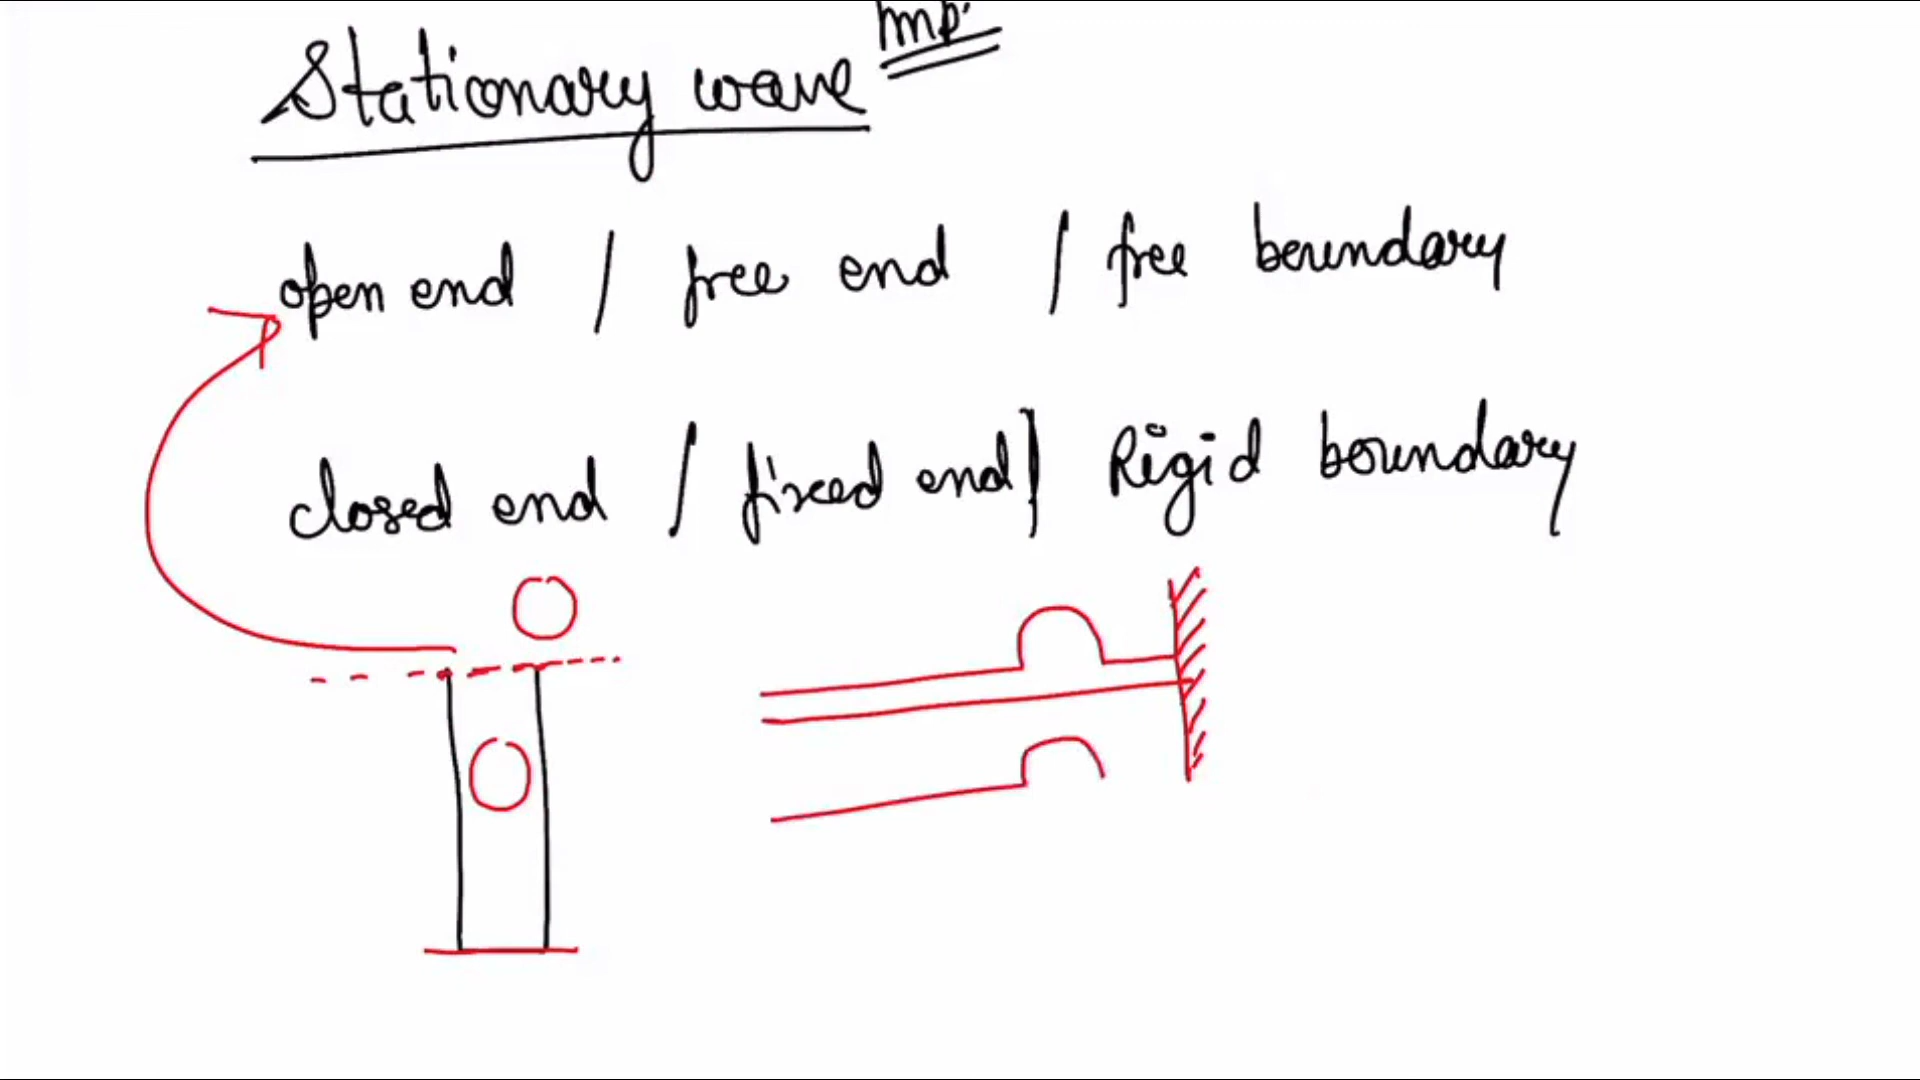 Imp.
Stationary wave
open end / free end / free boundary
closed end / fixed end / Rigid boundary